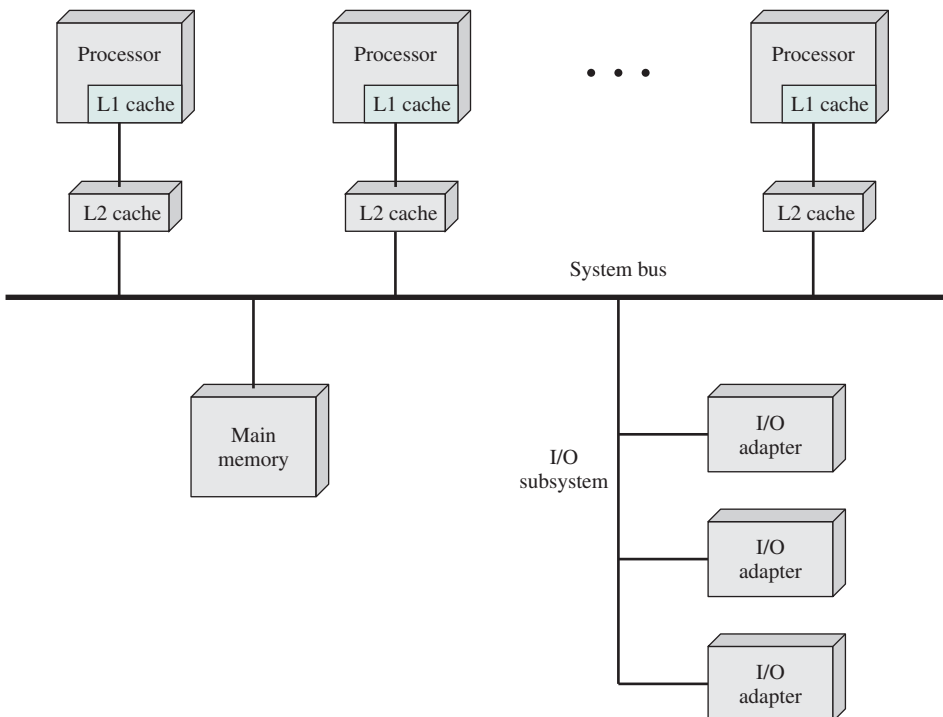 Processor
L1 cache
L2 cache
Processor
L1 cache
L2 cache
• • •
Processor
L1 cache
L2 cache
System bus
Main
memory
I/O
subsystem
I/O
adapter
I/O
adapter
I/O
adapter